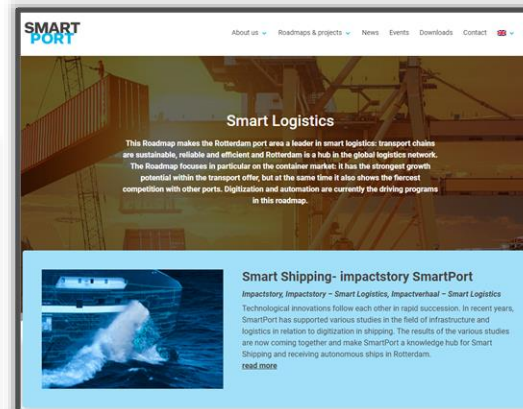 SMART
PORT
About us Roadmaps & projects News Events Downloads Contact
Smart Logistics
This Roadmap makes the Rotterdam port area a leader in smart logistics: transport chains
are sustainable, reliable and efficient and Rotterdam is a hub in the global logistics network.
The Roadmap focuses in particular on the container market: it has the strongest growth
potential within the transport offer, but at the same time it also shows the fiercest
competition with other ports. Digitization and automation are currently the driving programs
in this roadmap.
Smart Shipping- impactstory SmartPort
Impactstory, Impactstory – Smart Logistics, Impactverhaal – Smart Logistics
Technological innovations follow each other in rapid succession. In recent years,
SmartPort has supported various studies in the field of infrastructure and
logistics in relation to digitization in shipping. The results of the various studies
are now coming together and make SmartPort a knowledge hub for Smart
Shipping and receiving autonomous ships in Rotterdam.
read more